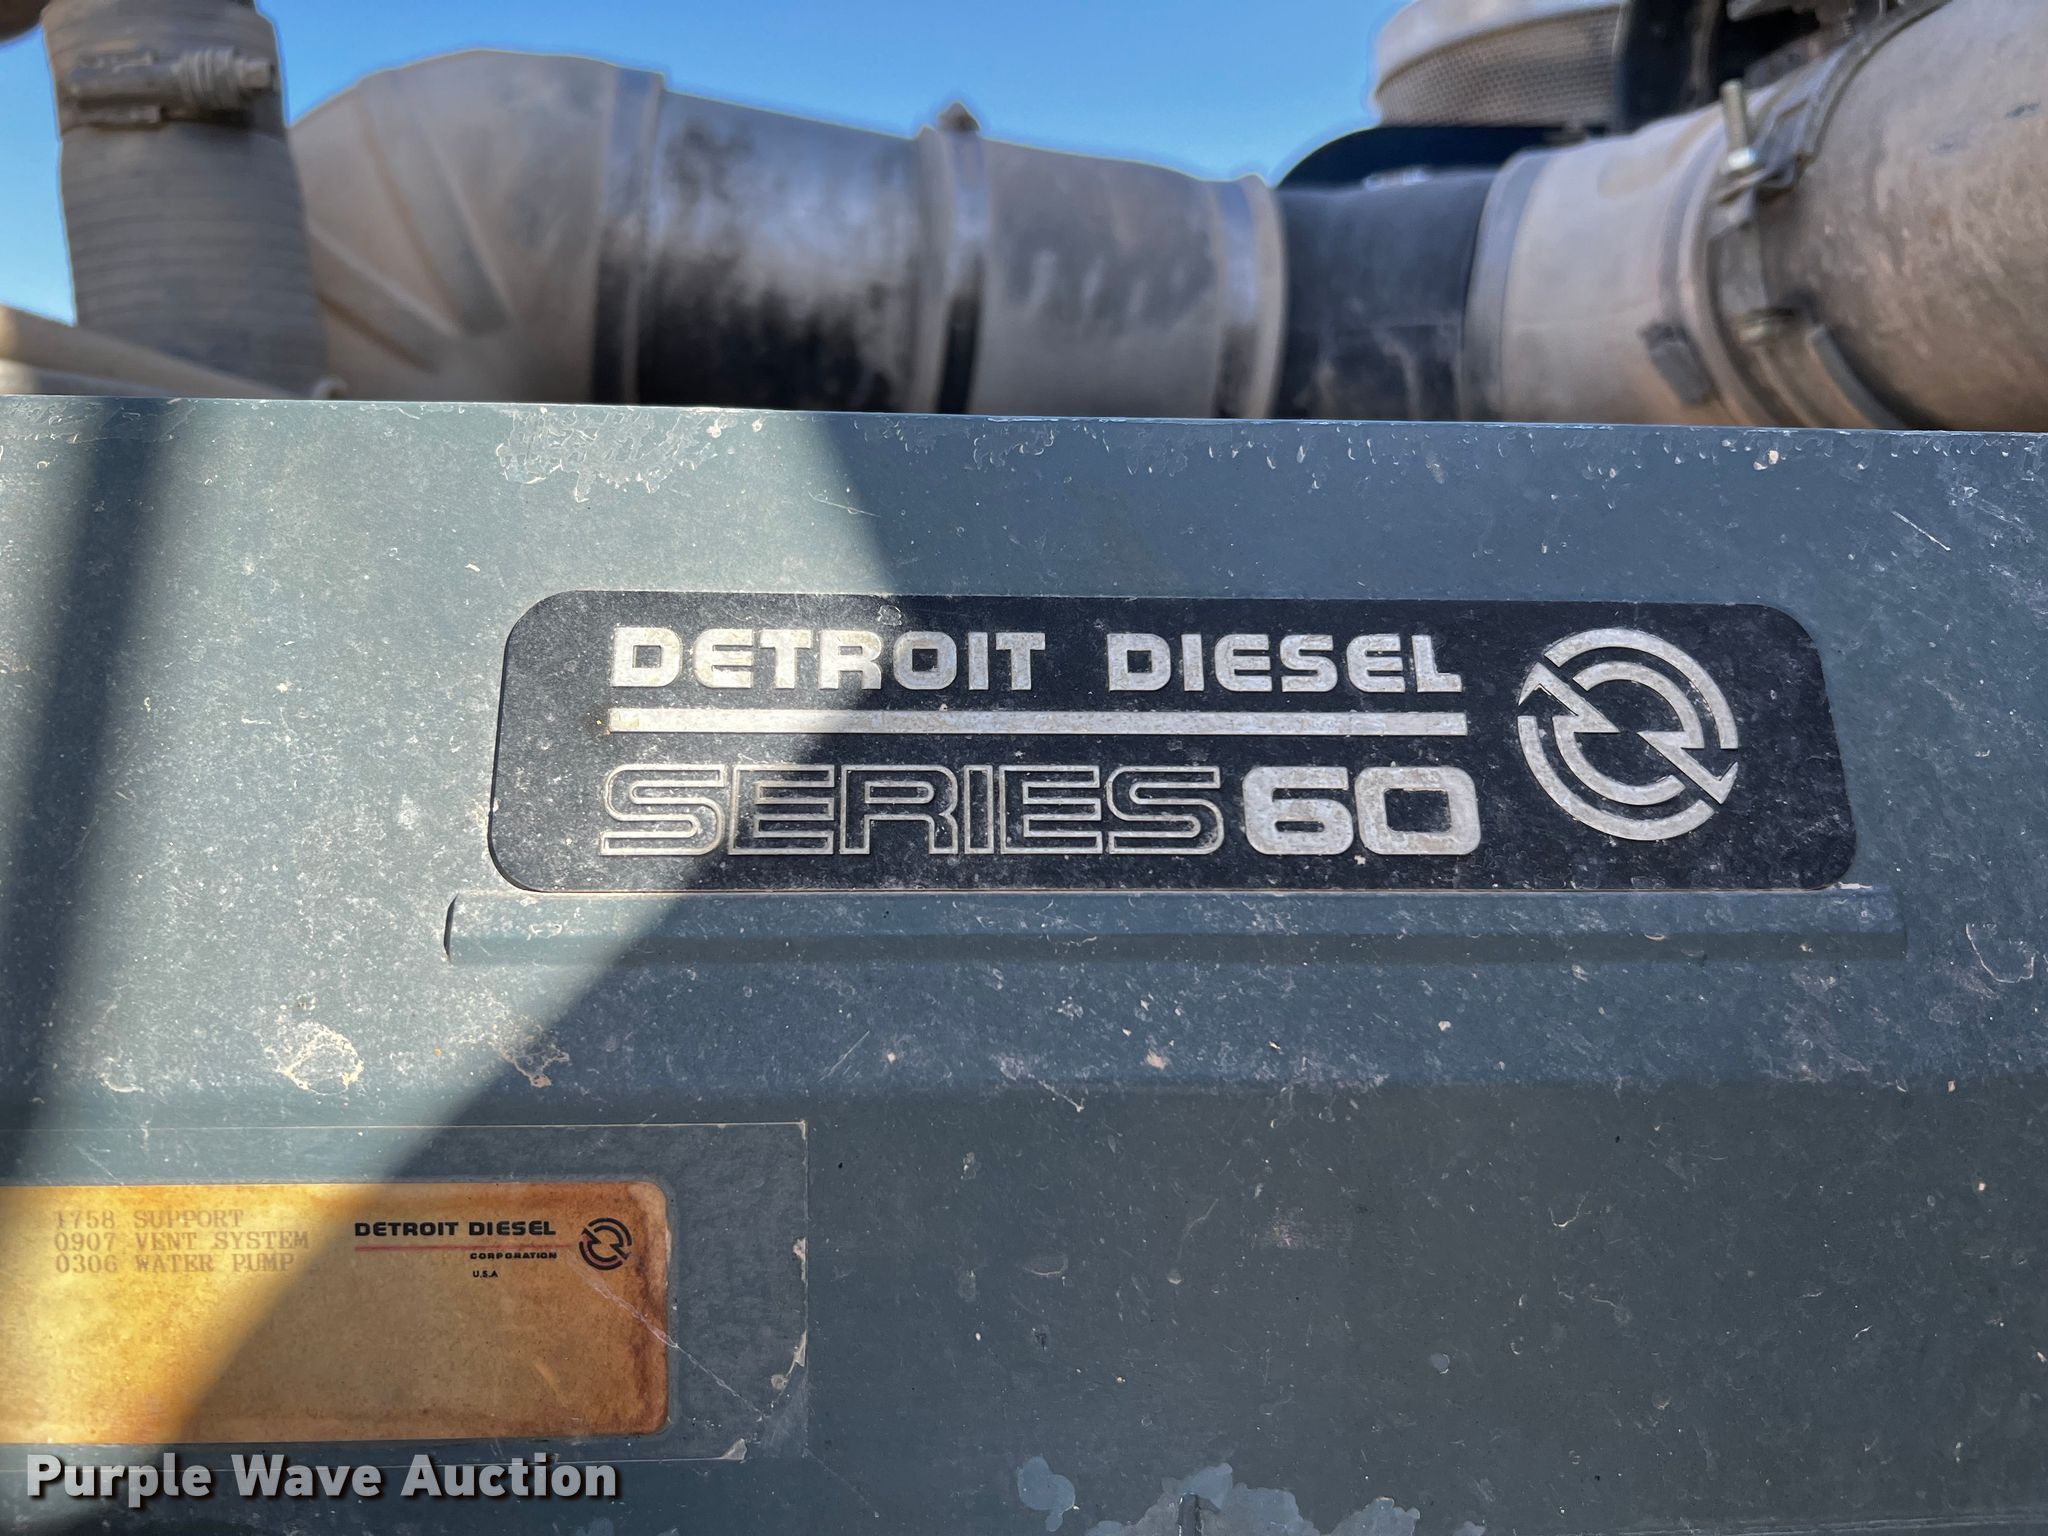 DETROIT DIESEL
SERIES 60
1758 SUPPORT
0907 VENT SYSTEM
0306 WATER PUMP
DETROIT DIESEL
CORPORATION
U.S.A
Purple Wave Auction